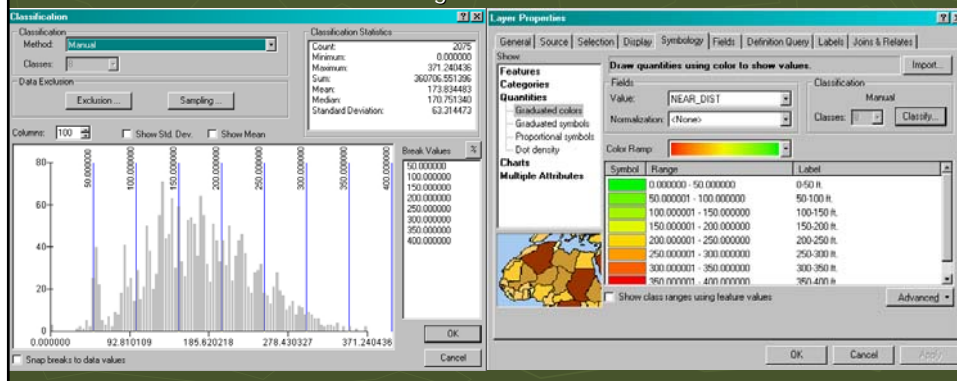 Classification
Classification
Method: Manual
Classes: 8
Data Exclusion
Exclusion ...
Sampling ...
Classification Statistics
Count: 2075
Minimum: 0.000000
Maximum: 371.240436
Sum: 360706.551396
Mean: 173.834483
Median: 170.751340
Standard Deviation: 63.314473
Columns: 100
Show Std. Dev.
Show Mean
Break Values
%
50.000000
100.000000
150.000000
200.000000
250.000000
300.000000
350.000000
400.000000
50.000000
100.000000
150.000000
200.000000
250.000000
300.000000
350.000000
400.000000
80
60
40
20
0
0.000000
92.810109
185.620218
278.430327
371.240436
Snap breaks to data values
OK
Cancel
Layer Properties
General
Source
Selection
Display
Symbology
Fields
Definition Query
Labels
Joins & Relates
Show:
Features
Categories
Quantities
Graduated colors
Graduated symbols
Proportional symbols
Dot density
Charts
Multiple Attributes
Draw quantities using color to show values.
Import...
Fields
Value: NEAR_DIST
Normalization: <None>
Classification
Manual
Classes: 8
Classify...
Color Ramp:
Symbol Range Label
0.000000 - 50.000000 0-50 ft.
50.000001 - 100.000000 50-100 ft.
100.000001 - 150.000000 100-150 ft.
150.000001 - 200.000000 150-200 ft.
200.000001 - 250.000000 200-250 ft.
250.000001 - 300.000000 250-300 ft.
300.000001 - 350.000000 300-350 ft.
350.000001 - 400.000000 350-400 ft.
Show class ranges using feature values
Advanced
OK
Cancel
Apply